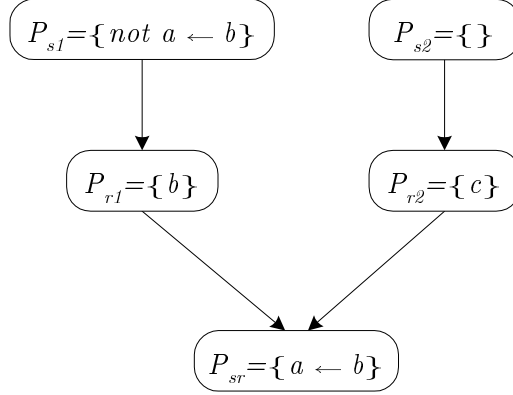 P_s1={not a ← b}
P_s2={}
P_r1={b}
P_r2={c}
P_sr={a ← b}